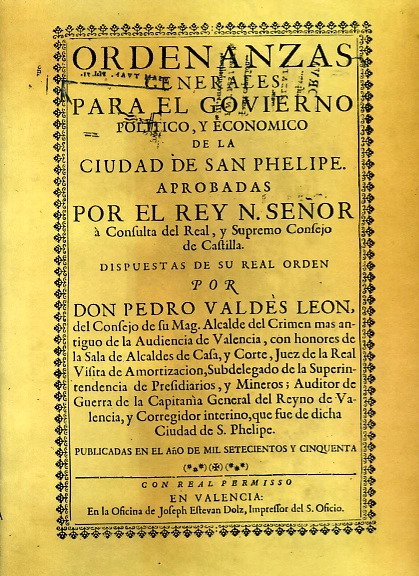 ORDENANZAS
GENERALES
PARA EL GOVIERNO
POLITICO, Y ECONOMICO
DE LA
CIUDAD DE SAN PHELIPE.
APROBADAS
POR EL REY N. SEÑOR
à Consulta del Real, y Supremo Consejo
de Castilla.
DISPUESTAS DE SU REAL ORDEN
POR
DON PEDRO VALDÈS LEON,
del Consejo de su Mag. Alcalde del Crimen mas an-
tiguo de la Audiencia de Valencia, con honores de
la Sala de Alcaldes de Casa, y Corte, Juez de la Real
Visita de Amortizacion, Subdelegado de la Superin-
tendencia de Presidiarios, y Mineros; Auditor de
Guerra de la Capitanìa General del Reyno de Va-
lencia, y Corregidor interino, que fue de dicha
Ciudad de S. Phelipe.
PUBLICADAS EN EL AÑO DE MIL SETECIENTOS Y CINQUENTA
CON REAL PERMISSO
EN VALENCIA:
En la Oficina de Joseph Estevan Dolz, Impressor del S. Oficio.